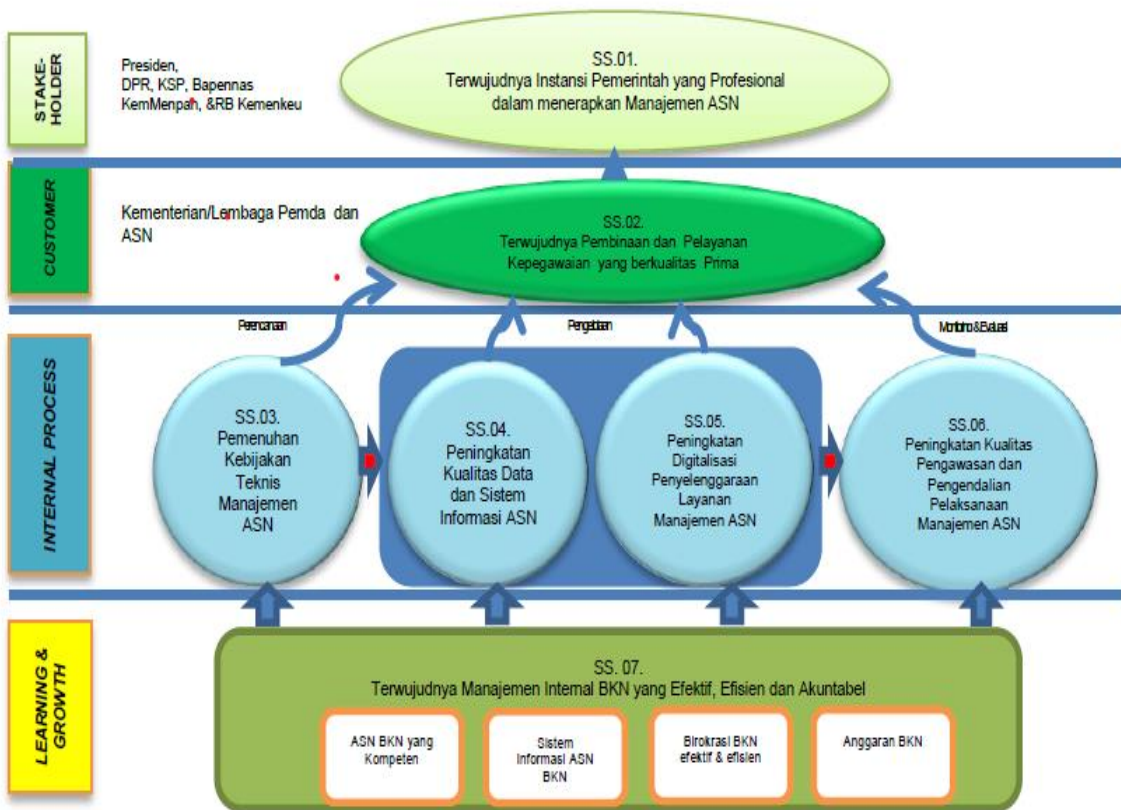 STAKE-
HOLDER
Presiden,
DPR, KSP, Bapennas
KemMenpah, &RB Kemenkeu
SS.01.
Terwujudnya Instansi Pemerintah yang Profesional
dalam menerapkan Manajemen ASN
CUSTOMER
Kementerian/Lembaga Pemda dan
ASN
SS.02.
Terwujudnya Pembinaan dan Pelayanan
Kepegawaian yang berkualitas Prima
Perencanaan
Monitoring & Evaluasi
INTERNAL PROCESS
SS.03.
Pemenuhan
Kebijakan
Teknis
Manajemen
ASN
SS.04.
Peningkatan
Kualitas Data
dan Sistem
Informasi ASN
SS.05.
Peningkatan
Digitalisasi
Penyelenggaraan
Layanan
Manajemen ASN
SS.06.
Peningkatan Kualitas
Pengawasan dan
Pengendalian
Pelaksanaan
Manajemen ASN
LEARNING &
GROWTH
SS. 07.
Terwujudnya Manajemen Internal BKN yang Efektif, Efisien dan Akuntabel
ASN BKN yang
Kompeten
Sistem
Informasi ASN
BKN
Birokrasi BKN
efektif & efisien
Anggaran BKN